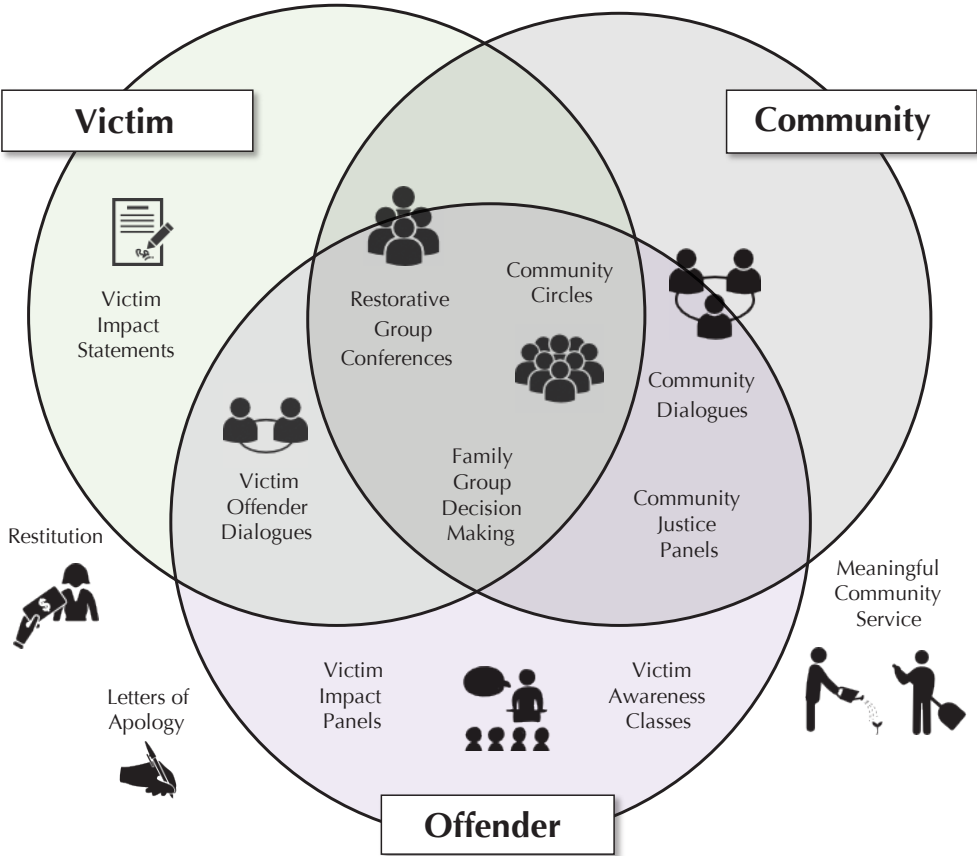 Victim
Community
Victim
Impact
Statements
Restorative
Group
Conferences
Community
Circles
Community
Dialogues
Victim
Offender
Dialogues
Family
Group
Decision
Making
Community
Justice
Panels
Restitution
$
Meaningful
Community
Service
Letters of
Apology
Victim
Impact
Panels
Victim
Awareness
Classes
Offender